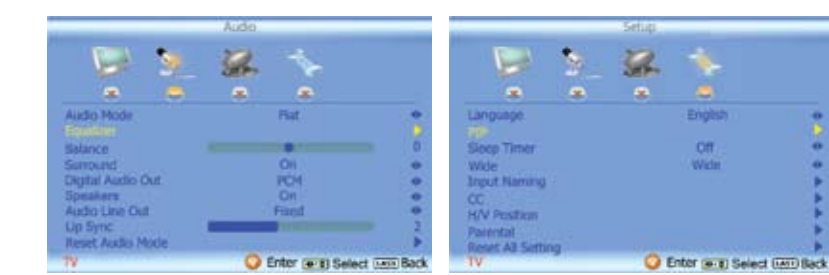 Audio
Audio Mode Flat
Equalizer
Balance 0
Surround On
Digital Audio Out PCM
Speakers On
Audio Line Out Fixed
Lip Sync 2
Reset Audio Mode
TV Enter Select LAST Back
Setup
Language English
PIP
Sleep Timer Off
Wide Wide
Input Naming
CC
H/V Position
Parental
Reset All Setting
TV Enter Select LAST Back